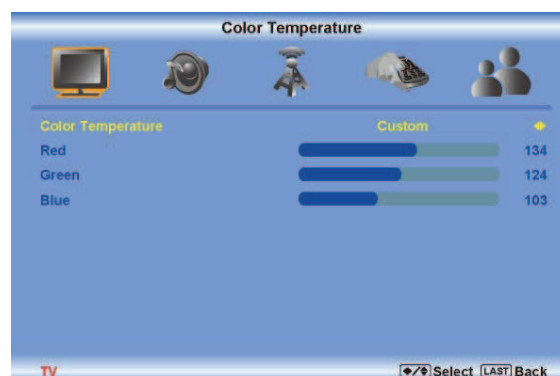 Color Temperature
Color Temperature Custom
Red 134
Green 124
Blue 103
TV Select LAST Back